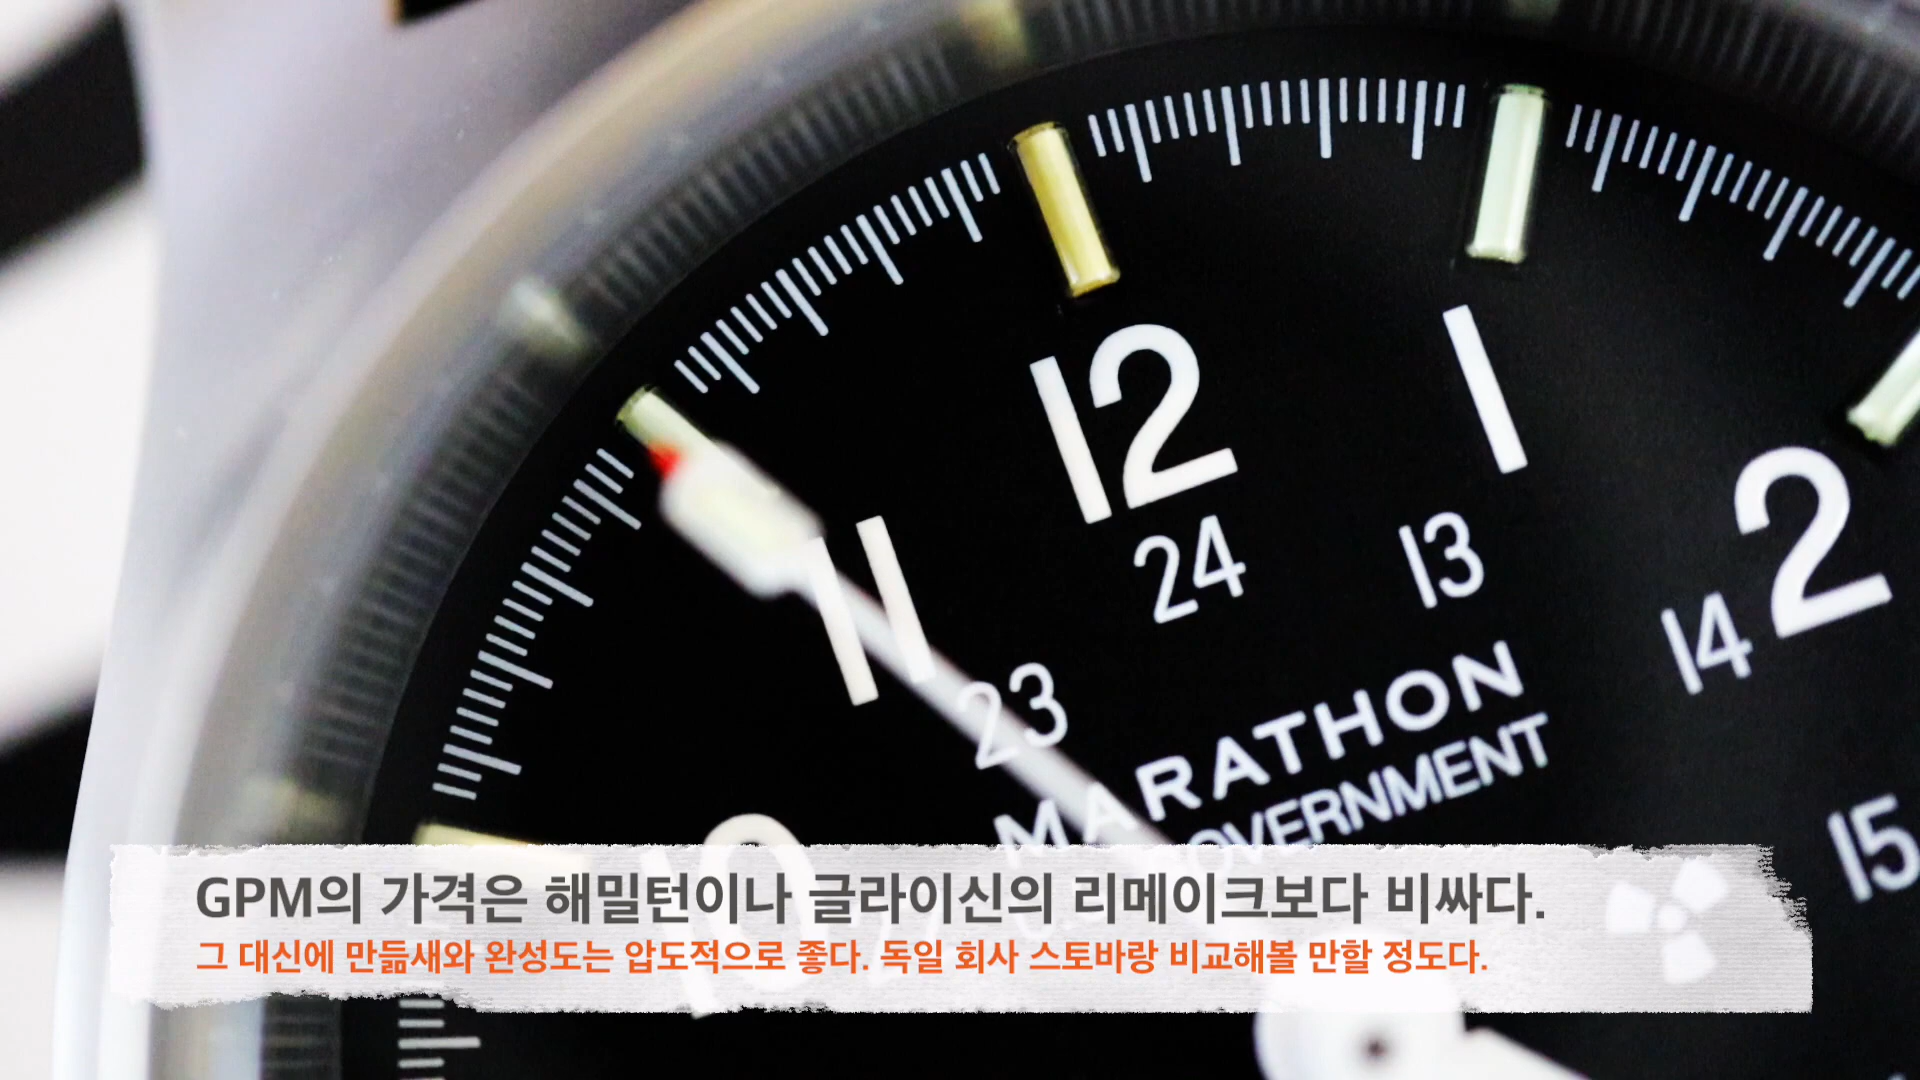 12
1
2
11
24
13
14
23
MARATHON
GOVERNMENT
15
10
GPM의 가격은 해밀턴이나 글라이신의 리메이크보다 비싸다.
그 대신에 만듦새와 완성도는 압도적으로 좋다. 독일 회사 스토바랑 비교해볼 만할 정도다.